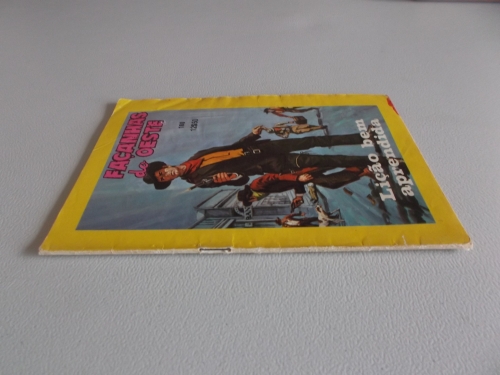 FAÇANHAS
do OESTE
Lição bem
aprendida